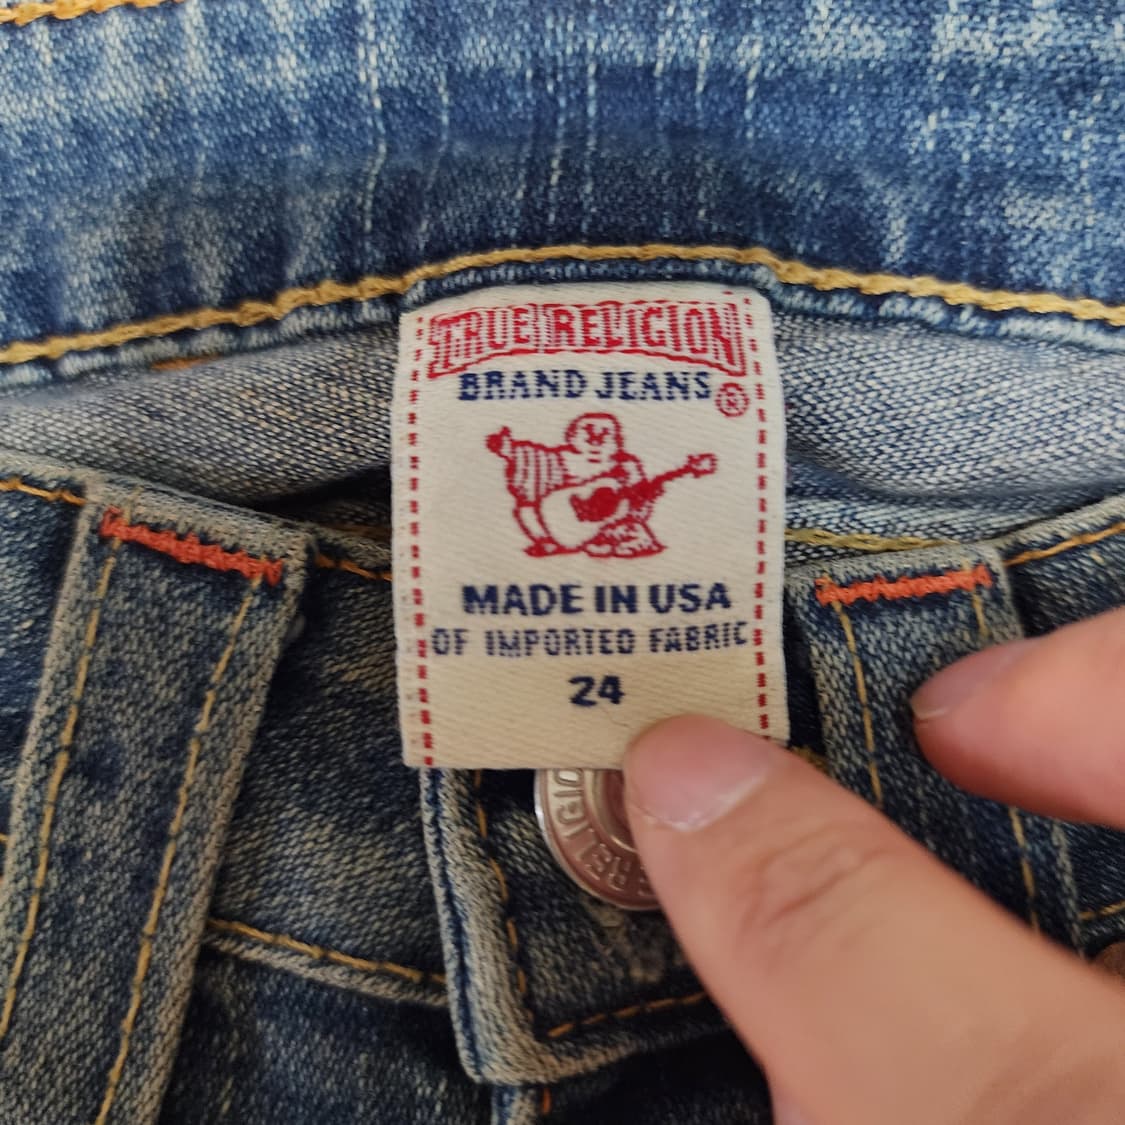 TRUE RELIGION
BRAND JEANS®
MADE IN USA
OF IMPORTED FABRIC
24